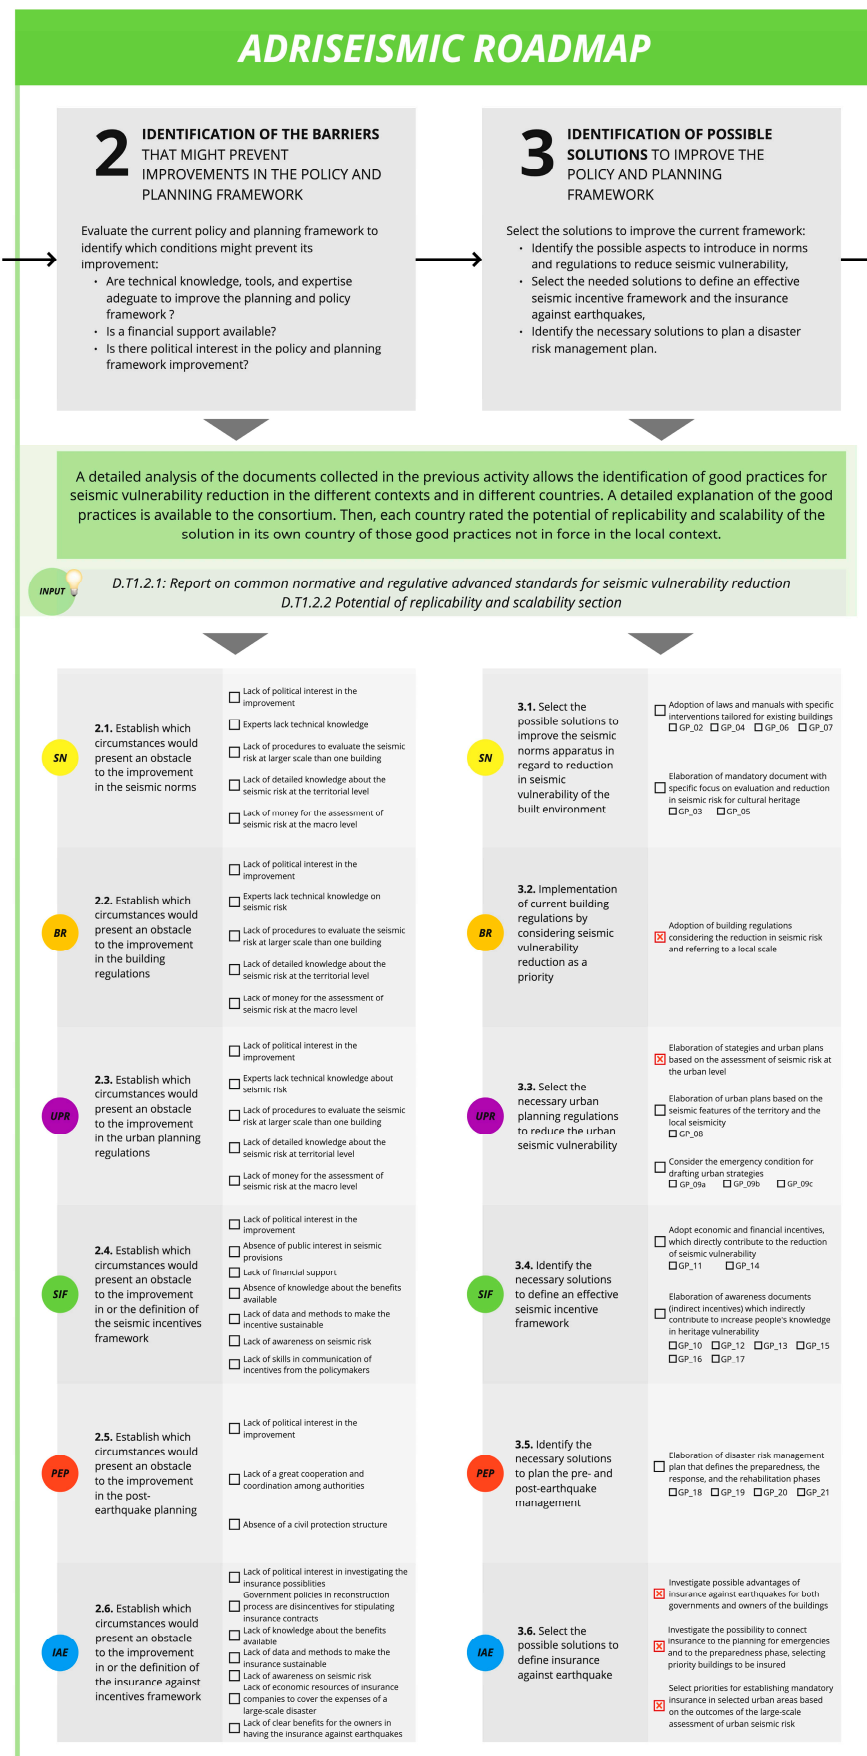 ADRISEISMIC ROADMAP
2
IDENTIFICATION OF THE BARRIERS
THAT MIGHT PREVENT
IMPROVEMENTS IN THE POLICY AND
PLANNING FRAMEWORK
Evaluate the current policy and planning framework to
identify which conditions might prevent its
improvement:
• Are technical knowledge, tools, and expertise
adeguate to improve the planning and policy
framework ?
• Is a financial support available?
• Is there political interest in the policy and planning
framework improvement?
3
IDENTIFICATION OF POSSIBLE
SOLUTIONS TO IMPROVE THE
POLICY AND PLANNING
FRAMEWORK
Select the solutions to improve the current framework:
• Identify the possible aspects to introduce in norms
and regulations to reduce seismic vulnerability,
• Select the needed solutions to define an effective
seismic incentive framework and the insurance
against earthquakes,
• Identify the necessary solutions to plan a disaster
risk management plan.
A detailed analysis of the documents collected in the previous activity allows the identification of good practices for
seismic vulnerability reduction in the different contexts and in different countries. A detailed explanation of the good
practices is available to the consortium. Then, each country rated the potential of replicability and scalability of the
solution in its own country of those good practices not in force in the local context.
INPUT
D.T1.2.1: Report on common normative and regulative advanced standards for seismic vulnerability reduction
D.T1.2.2 Potential of replicability and scalability section
SN
2.1. Establish which
circumstances would
present an obstacle
to the improvement
in the seismic norms
Lack of political interest in the
improvement
Experts lack technical knowledge
Lack of procedures to evaluate the seismic
risk at larger scale than one building
Lack of detailed knowledge about the
seismic risk at the territorial level
Lack of money for the assessment of
seismic risk at the macro level
SN
3.1. Select the
possible solutions to
improve the seismic
norms apparatus in
regard to reduction
in seismic
vulnerability of the
built environment
Adoption of laws and manuals with specific
interventions tailored for existing buildings
GP_02 GP_04 GP_06 GP_07
Elaboration of mandatory document with
specific focus on evaluation and reduction
in seismic risk for cultural heritage
GP_03 GP_05
BR
2.2. Establish which
circumstances would
present an obstacle
to the improvement
in the building
regulations
Lack of political interest in the
improvement
Experts lack technical knowledge on
seismic risk
Lack of procedures to evaluate the seismic
risk at larger scale than one building
Lack of detailed knowledge about the
seismic risk at the territorial level
Lack of money for the assessment of
seismic risk at the macro level
BR
3.2. Implementation
of current building
regulations by
considering seismic
vulnerability
reduction as a
priority
Adoption of building regulations
considering the reduction in seismic risk
and referring to a local scale
UPR
2.3. Establish which
circumstances would
present an obstacle
to the improvement
in the urban planning
regulations
Lack of political interest in the
improvement
Experts lack technical knowledge about
seismic risk
Lack of procedures to evaluate the seismic
risk at larger scale than one building
Lack of detailed knowledge about the
seismic risk at territorial level
Lack of money for the assessment of
seismic risk at the macro level
UPR
3.3. Select the
necessary urban
planning regulations
to reduce the urban
seismic vulnerability
Elaboration of stategies and urban plans
based on the assessment of seismic risk at
the urban level
Elaboration of urban plans based on the
seismic features of the territory and the
local seismicity
GP_08
Consider the emergency condition for
drafting urban strategies
GP_09a GP_09b GP_09c
SIF
2.4. Establish which
circumstances would
present an obstacle
to the improvement
in or the definition of
the seismic incentives
framework
Lack of political interest in the
improvement
Absence of public interest in seismic
provisions
Lack of financial support
Absence of knowledge about the benefits
available
Lack of data and methods to make the
incentive sustainable
Lack of awareness on seismic risk
Lack of skills in communication of
incentives from the policymakers
SIF
3.4. Identify the
necessary solutions
to define an effective
seismic incentive
framework
Adopt economic and financial incentives,
which directly contribute to the reduction
of seismic vulnerability
GP_11 GP_14
Elaboration of awareness documents
(indirect incentives) which indirectly
contribute to increase people's knowledge
in heritage vulnerability
GP_10 GP_12 GP_13 GP_15
GP_16 GP_17
PEP
2.5. Establish which
circumstances would
present an obstacle
to the improvement
in the post-
earthquake planning
Lack of political interest in the
improvement
Lack of a great cooperation and
coordination among authorities
Absence of a civil protection structure
PEP
3.5. Identify the
necessary solutions
to plan the pre- and
post-earthquake
management
Elaboration of disaster risk management
plan that defines the preparedness, the
response, and the rehabilitation phases
GP_18 GP_19 GP_20 GP_21
IAE
2.6. Establish which
circumstances would
present an obstacle
to the improvement
in or the definition of
the insurance against
incentives framework
Lack of political interest in investigating the
insurance possiblities
Government policies in reconstruction
process are disincentives for stipulating
insurance contracts
Lack of knowledge about the benefits
available
Lack of data and methods to make the
insurance sustainable
Lack of awareness on seismic risk
Lack of economic resources of insurance
companies to cover the expenses of a
large-scale disaster
Lack of clear benefits for the owners in
having the insurance against earthquakes
IAE
3.6. Select the
possible solutions to
define insurance
against earthquake
Investigate possible advantages of
insurance against earthquakes for both
governments and owners of the buildings
Investigate the possibility to connect
insurance to the planning for emergencies
and to the preparedness phase, selecting
priority buildings to be insured
Select priorities for establishing mandatory
insurance in selected urban areas based
on the outcomes of the large-scale
assessment of urban seismic risk